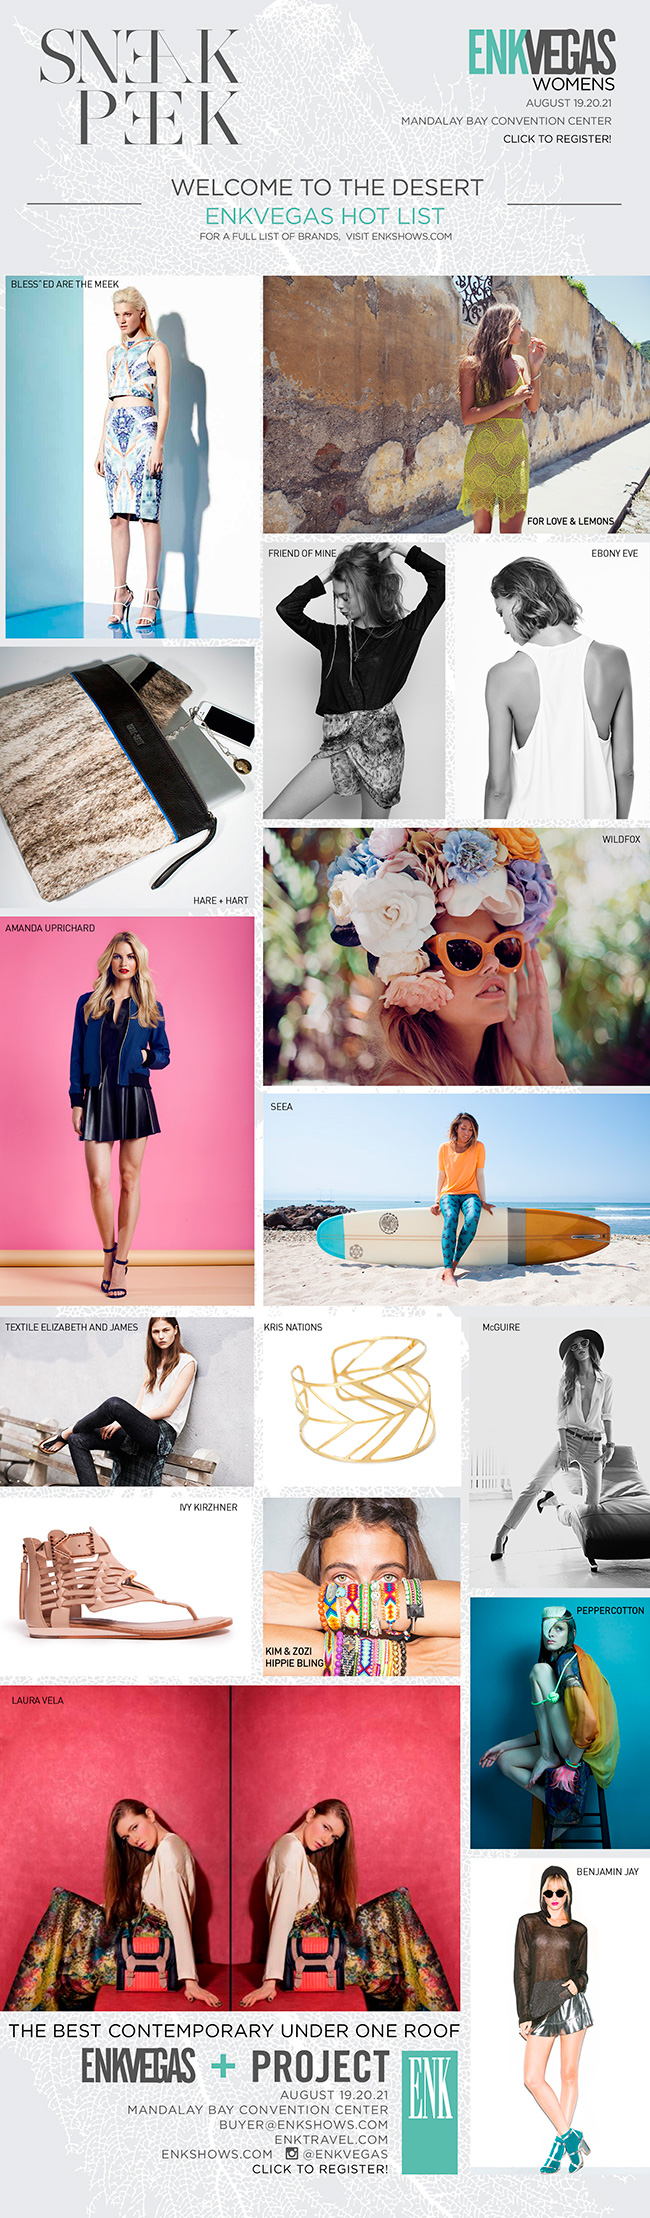 SNEAK
PEEK
ENKVEGAS
WOMENS
AUGUST 19.20.21
MANDALAY BAY CONVENTION CENTER
CLICK TO REGISTER!
WELCOME TO THE DESERT
ENKVEGAS HOT LIST
FOR A FULL LIST OF BRANDS, VISIT ENKSHOWS.COM
BLESS"ED ARE THE MEEK
FOR LOVE & LEMONS
FRIEND OF MINE
EBONY EVE
HARE + HART
WILDFOX
AMANDA UPRICHARD
SEEA
TEXTILE ELIZABETH AND JAMES
KRIS NATIONS
McGUIRE
IVY KIRZHNER
KIM & ZOZI
HIPPIE BLING
PEPPERCOTTON
LAURA VELA
BENJAMIN JAY
THE BEST CONTEMPORARY UNDER ONE ROOF
ENKVEGAS + PROJECT
ENK
AUGUST 19.20.21
MANDALAY BAY CONVENTION CENTER
BUYER@ENKSHOWS.COM
ENKTRAVEL.COM
ENKSHOWS.COM @ENKVEGAS
CLICK TO REGISTER!